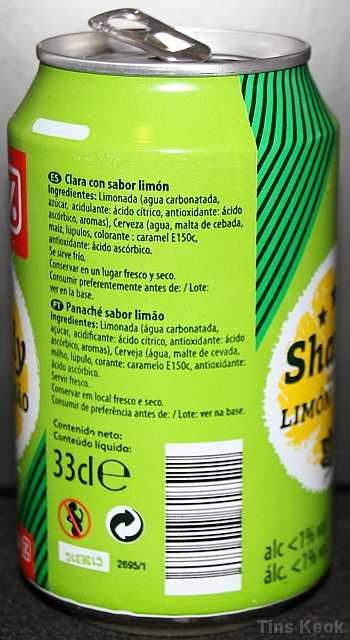 ES Clara con sabor limón
Ingredientes: Limonada (agua carbonatada,
azúcar, acidulante: ácido cítrico, antioxidante: ácido
ascórbico, aromas), Cerveza (agua, malta de cebada,
maíz, lúpulos, colorante : caramel E150c,
antioxidante: ácido ascórbico.
Se sirve frío.
Conservar en un lugar fresco y seco.
Consumir preferentemente antes de: / Lote:
ver en la base.
PT Panaché sabor limão
Ingredientes: Limonada (água carbonatada,
açúcar, acidificante: ácido cítrico, antioxidante: ácido
ascórbico, aromas), Cerveja (água, malte de cevada,
milho, lúpulo, corante: caramelo E150c, antioxidante:
ácido ascórbico.
Servir fresco.
Conservar em local fresco e seco.
Consumir de preferência antes de: / Lote: ver na base.
Contenido neto:
Conteúdo líquido:
33cl e
2695/1
%
y
ÃO
Sha
LIMÓN
alc <1% vol
álc. <1% vol
Tins Keok